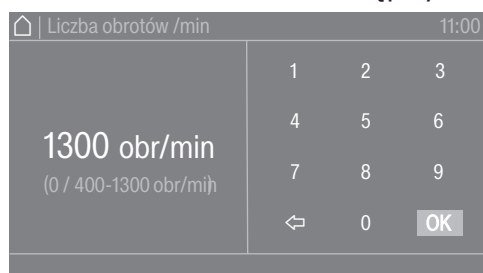 | Liczba obrotów /min 11:00
1 2 3
4 5 6
1300 obr/min
(0 / 400-1300 obr/min)
7 8 9
0 OK